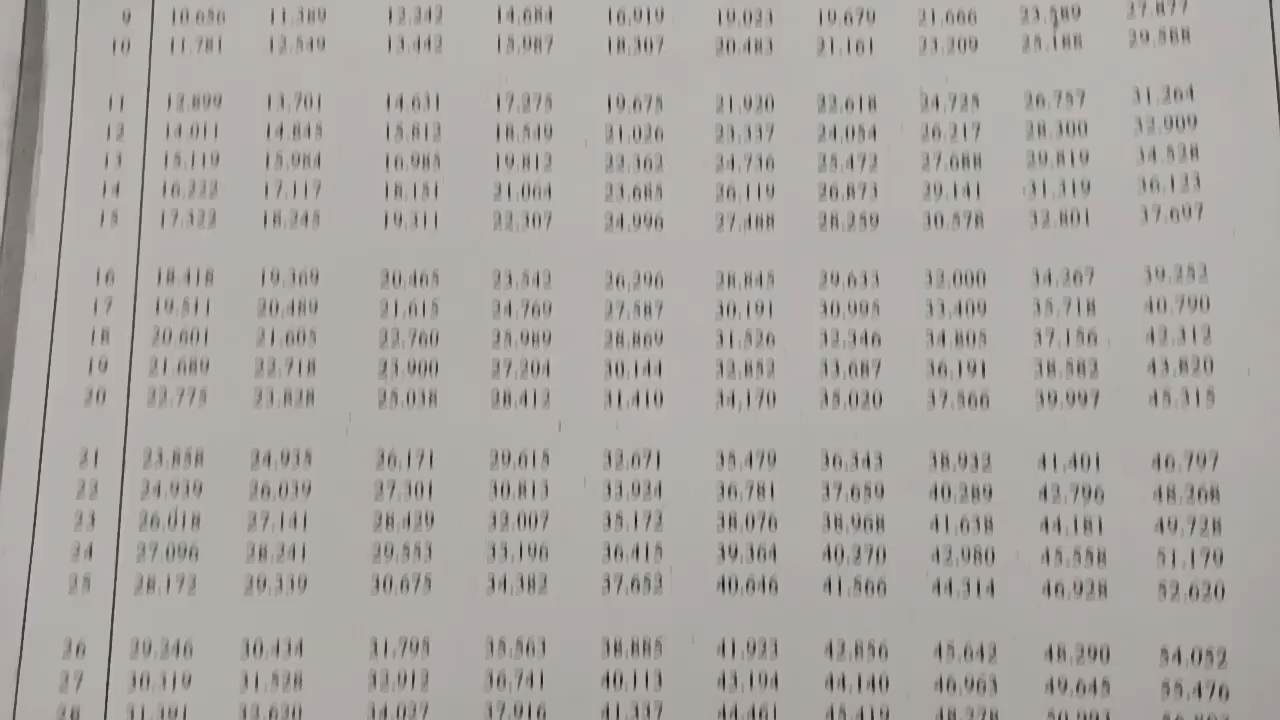 9 10.656 11.389 12.242 14.684 16.919 19.023 19.679 21.666 23.589 27.877
10 11.781 12.549 13.442 15.987 18.307 20.483 21.161 23.209 25.188 29.588
11 12.899 13.701 14.631 17.275 19.675 21.920 22.618 24.725 26.757 31.264
12 14.011 14.845 15.812 18.549 21.026 23.337 24.054 26.217 28.300 32.909
13 15.119 15.984 16.985 19.812 22.362 24.736 25.472 27.688 29.819 34.528
14 16.222 17.117 18.151 21.064 23.685 26.119 26.873 29.141 31.319 36.123
15 17.322 18.245 19.311 22.307 24.996 27.488 28.259 30.578 32.801 37.697
16 18.418 19.369 20.465 23.542 26.296 28.845 29.633 32.000 34.267 39.252
17 19.511 20.489 21.615 24.769 27.587 30.191 30.995 33.409 35.718 40.790
18 20.601 21.605 22.760 25.989 28.869 31.526 32.346 34.805 37.156 42.312
19 21.689 22.718 23.900 27.204 30.144 32.852 33.687 36.191 38.582 43.820
20 22.775 23.828 25.038 28.412 31.410 34.170 35.020 37.566 39.997 45.315
21 23.858 24.935 26.171 29.615 32.671 35.479 36.343 38.932 41.401 46.797
22 24.939 26.039 27.301 30.813 33.924 36.781 37.659 40.289 42.796 48.268
23 26.018 27.141 28.429 32.007 35.172 38.076 38.968 41.638 44.181 49.728
24 27.096 28.241 29.553 33.196 36.415 39.364 40.270 42.980 45.558 51.179
25 28.172 29.339 30.675 34.382 37.652 40.646 41.566 44.314 46.928 52.620
26 29.246 30.434 31.795 35.563 38.885 41.923 42.856 45.642 48.290 54.052
27 30.319 31.528 32.912 36.741 40.113 43.194 44.140 46.963 49.645 55.476
28 31.391 32.620 34.027 37.916 41.337 44.461 45.419 48.278